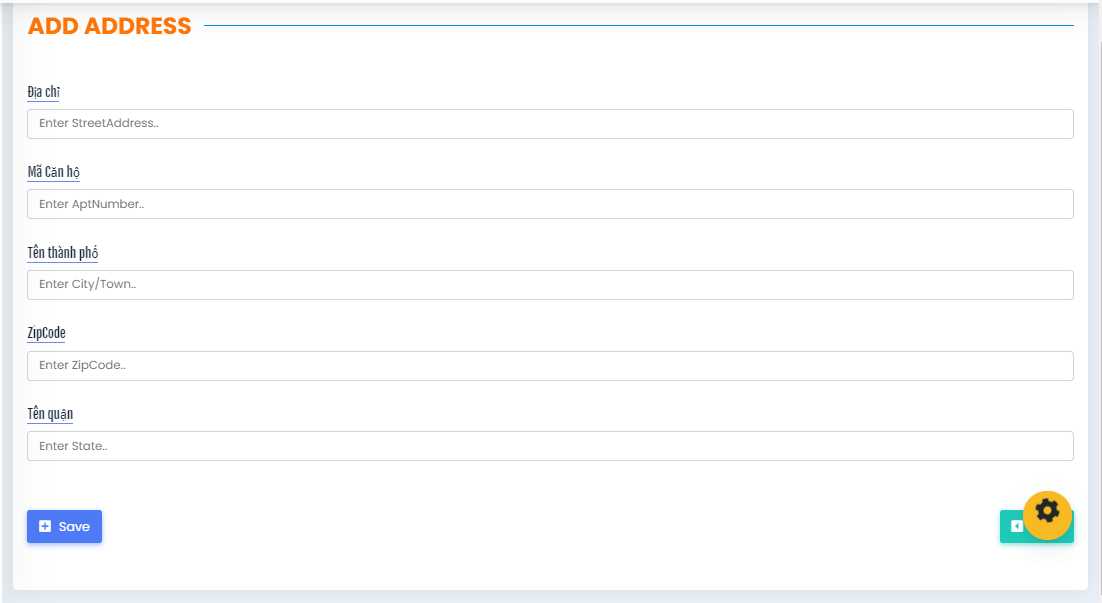 ADD ADDRESS
Địa chỉ
Enter StreetAddress..
Mã Căn hộ
Enter AptNumber..
Tên thành phố
Enter City/Town..
ZipCode
Enter ZipCode..
Tên quận
Enter State..
Save